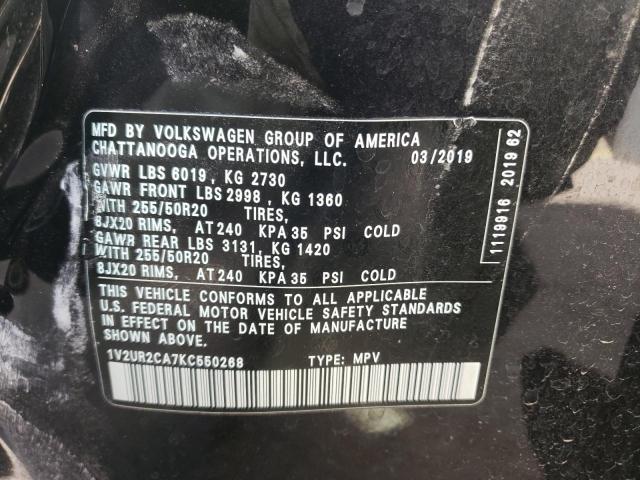 MFD BY VOLKSWAGEN GROUP OF AMERICA
CHATTANOOGA OPERATIONS, LLC. 03/2019
GVWR LBS 6019 , KG 2730
GAWR FRONT LBS 2998 , KG 1360
WITH 255/50R20 TIRES,
8JX20 RIMS, AT 240 KPA 35 PSI COLD
GAWR REAR LBS 3131, KG 1420
WITH 255/50R20 TIRES,
8JX20 RIMS, AT 240 KPA 35 PSI COLD
THIS VEHICLE CONFORMS TO ALL APPLICABLE
U.S. FEDERAL MOTOR VEHICLE SAFETY STANDARDS
IN EFFECT ON THE DATE OF MANUFACTURE
SHOWN ABOVE.
1V2UR2CA7KC550268 TYPE: MPV
1119916 2019 62